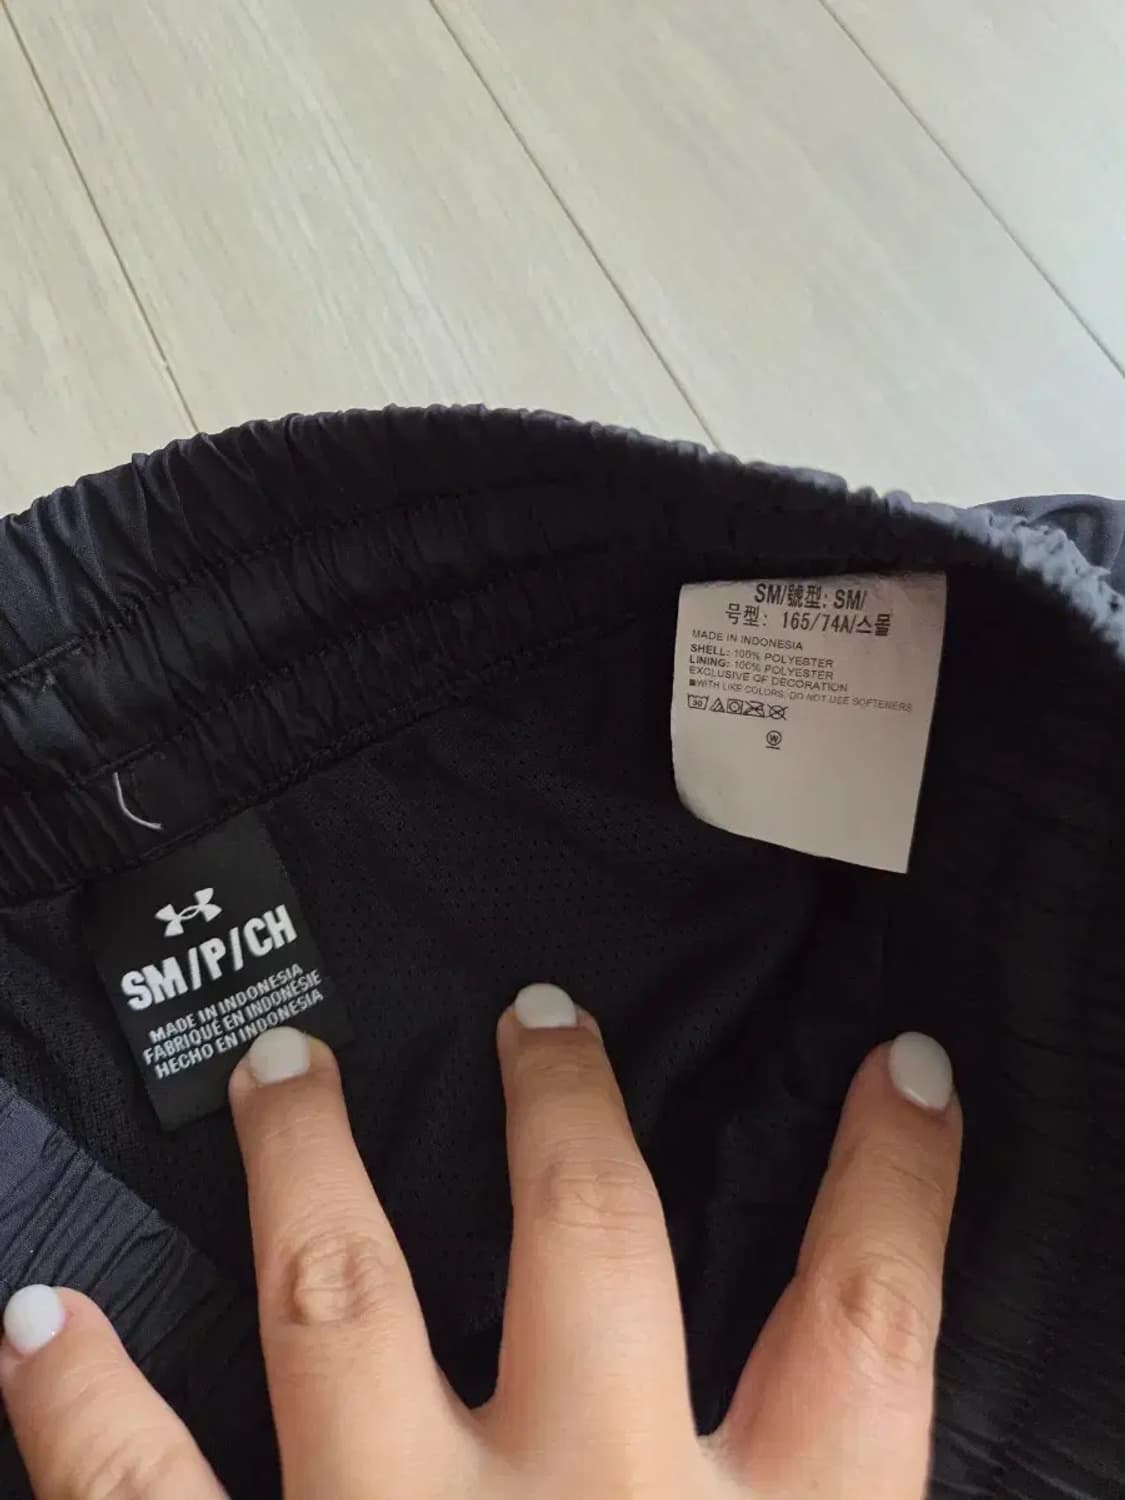 SM/號型: SM/
号型: 165/74A/스몰
MADE IN INDONESIA
SHELL: 100% POLYESTER
LINING: 100% POLYESTER
EXCLUSIVE OF DECORATION
■WITH LIKE COLORS, DO NOT USE SOFTENERS
30
W
SM/P/CH
MADE IN INDONESIA
FABRIQUÉ EN INDONÉSIE
HECHO EN INDONESIA